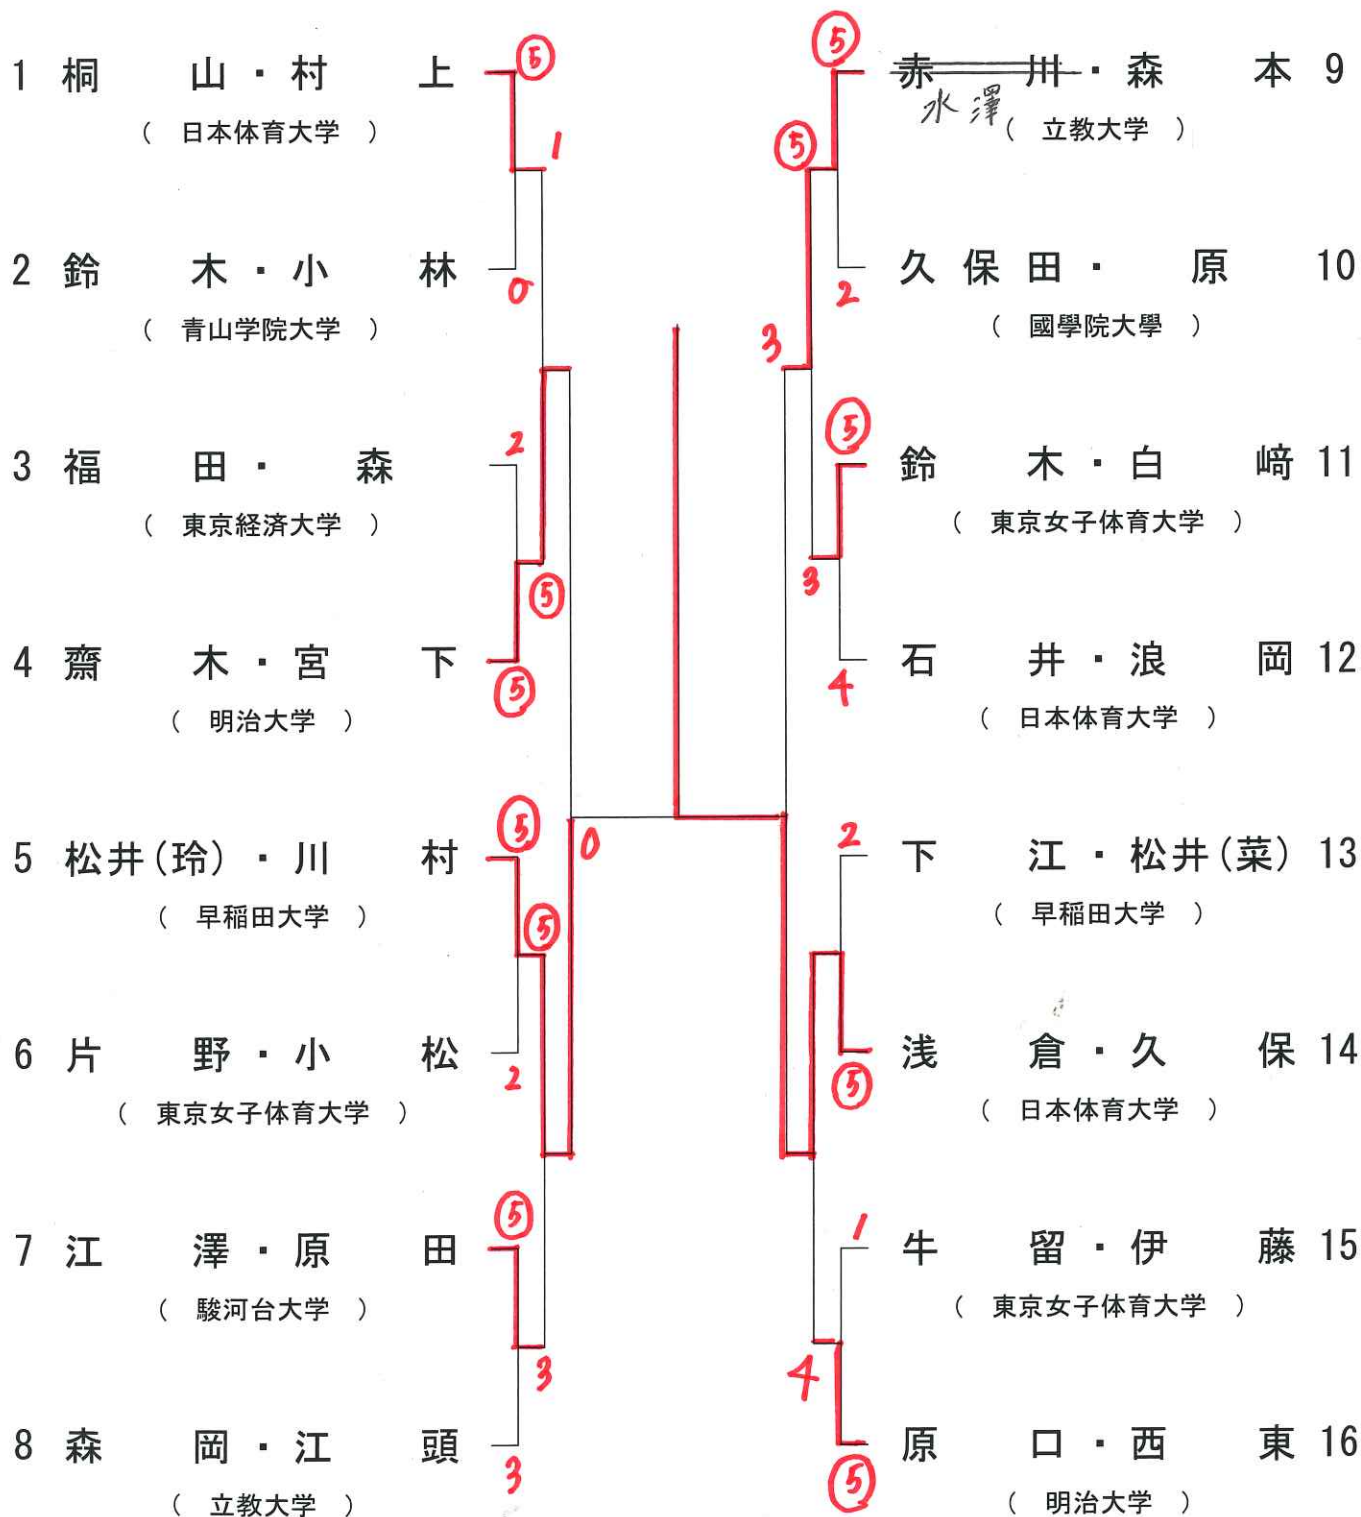 1 桐 山・村 上
( 日本体育大学 )
⑤
1
2 鈴 木・小 林
( 青山学院大学 )
0
3 福 田・ 森
( 東京経済大学 )
2
⑤
4 齋 木・宮 下
( 明治大学 )
⑤
5 松井(玲)・川 村
( 早稲田大学 )
⑤
⑤
0
6 片 野・小 松
( 東京女子体育大学 )
2
7 江 澤・原 田
( 駿河台大学 )
⑤
3
8 森 岡・江 頭
( 立教大学 )
3
⑤
赤 川・森 本 9
水澤
( 立教大学 )
⑤
久保田・ 原 10
( 國學院大學 )
2
3
⑤
鈴 木・白 﨑 11
( 東京女子体育大学 )
3
石 井・浪 岡 12
( 日本体育大学 )
4
2
下 江・松井(菜) 13
( 早稲田大学 )
浅 倉・久 保 14
( 日本体育大学 )
⑤
1
牛 留・伊 藤 15
( 東京女子体育大学 )
4
原 口・西 東 16
( 明治大学 )
⑤